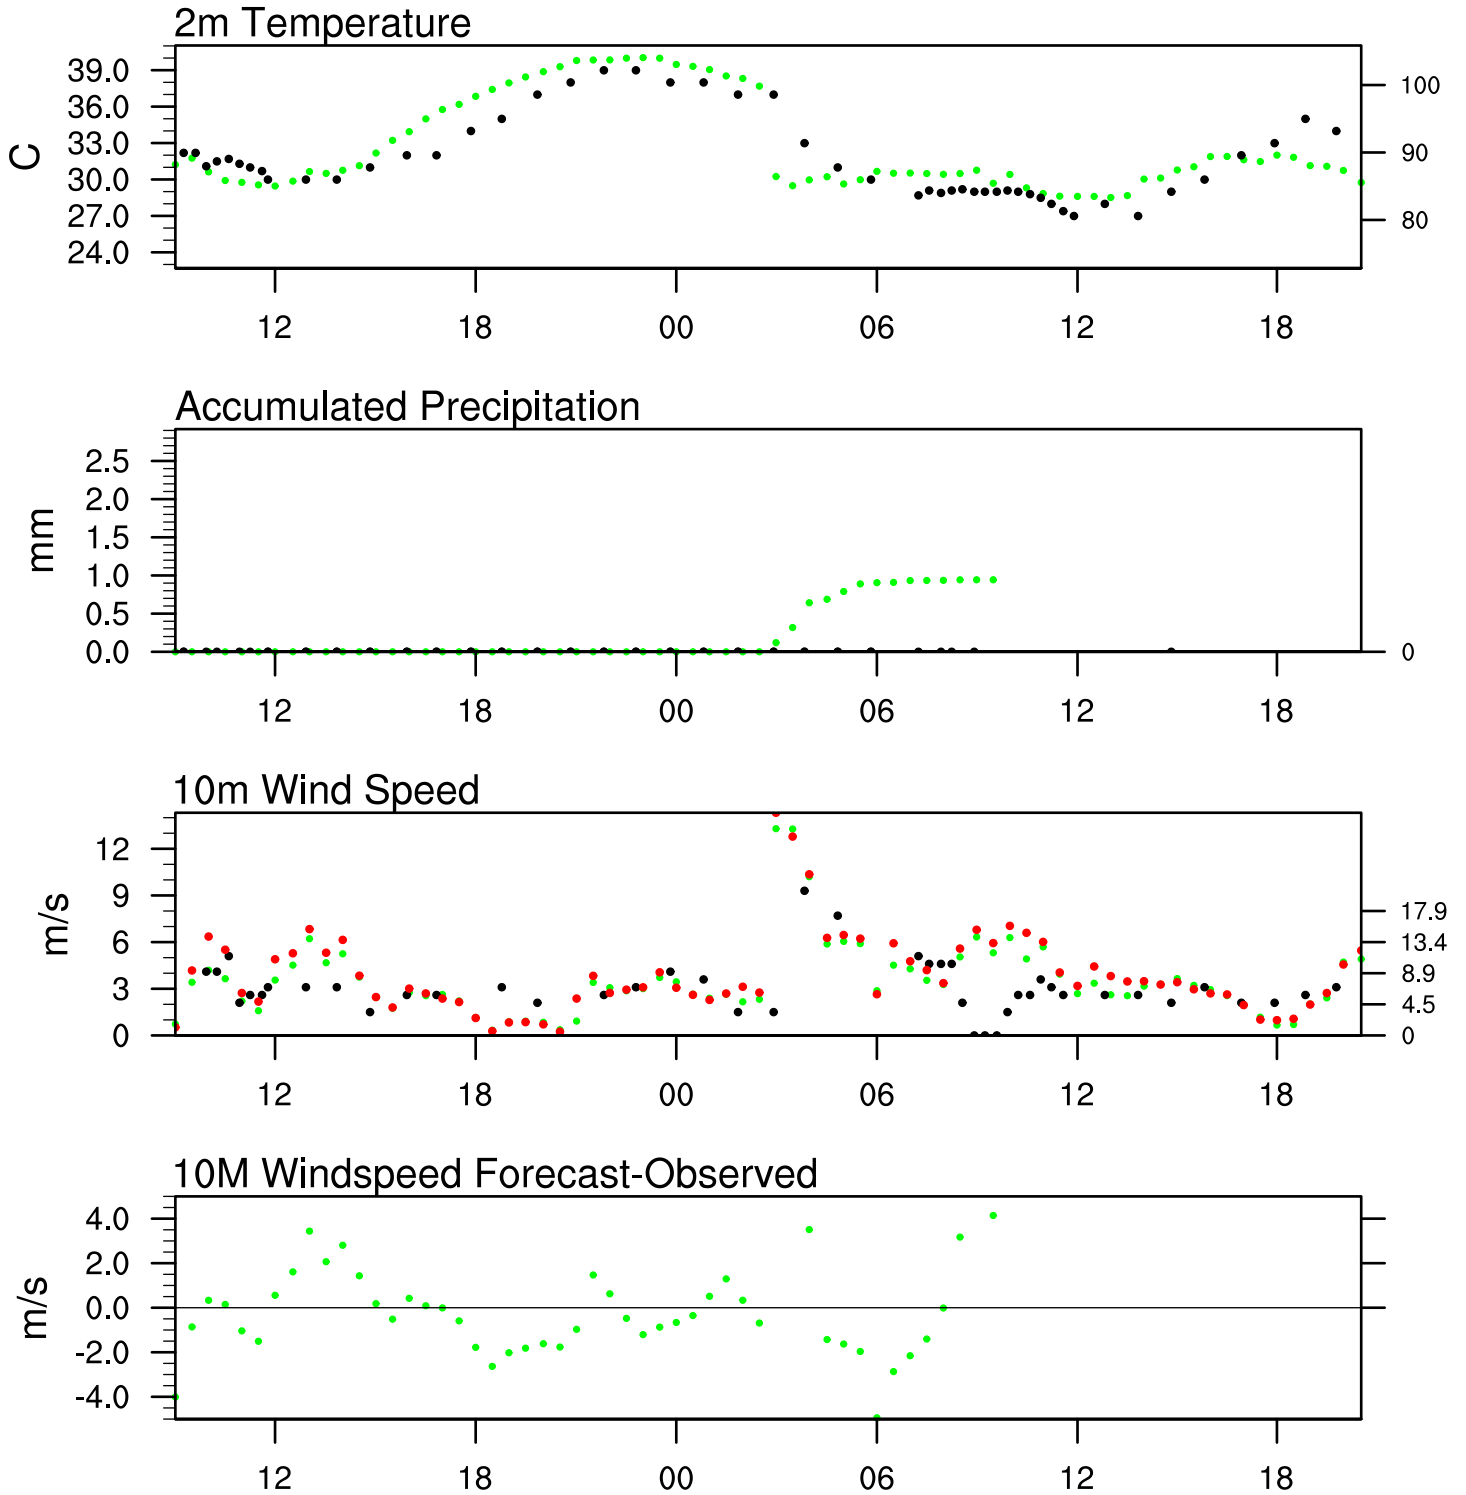 2m Temperature
39.0
36.0
33.0
30.0
27.0
24.0
C
100
90
80
12 18 00 06 12 18
Accumulated Precipitation
2.5
2.0
1.5
1.0
0.5
0.0
mm
0
12 18 00 06 12 18
10m Wind Speed
12
9
6
3
0
m/s
17.9
13.4
8.9
4.5
0
12 18 00 06 12 18
10M Windspeed Forecast-Observed
4.0
2.0
0.0
-2.0
-4.0
m/s
12 18 00 06 12 18